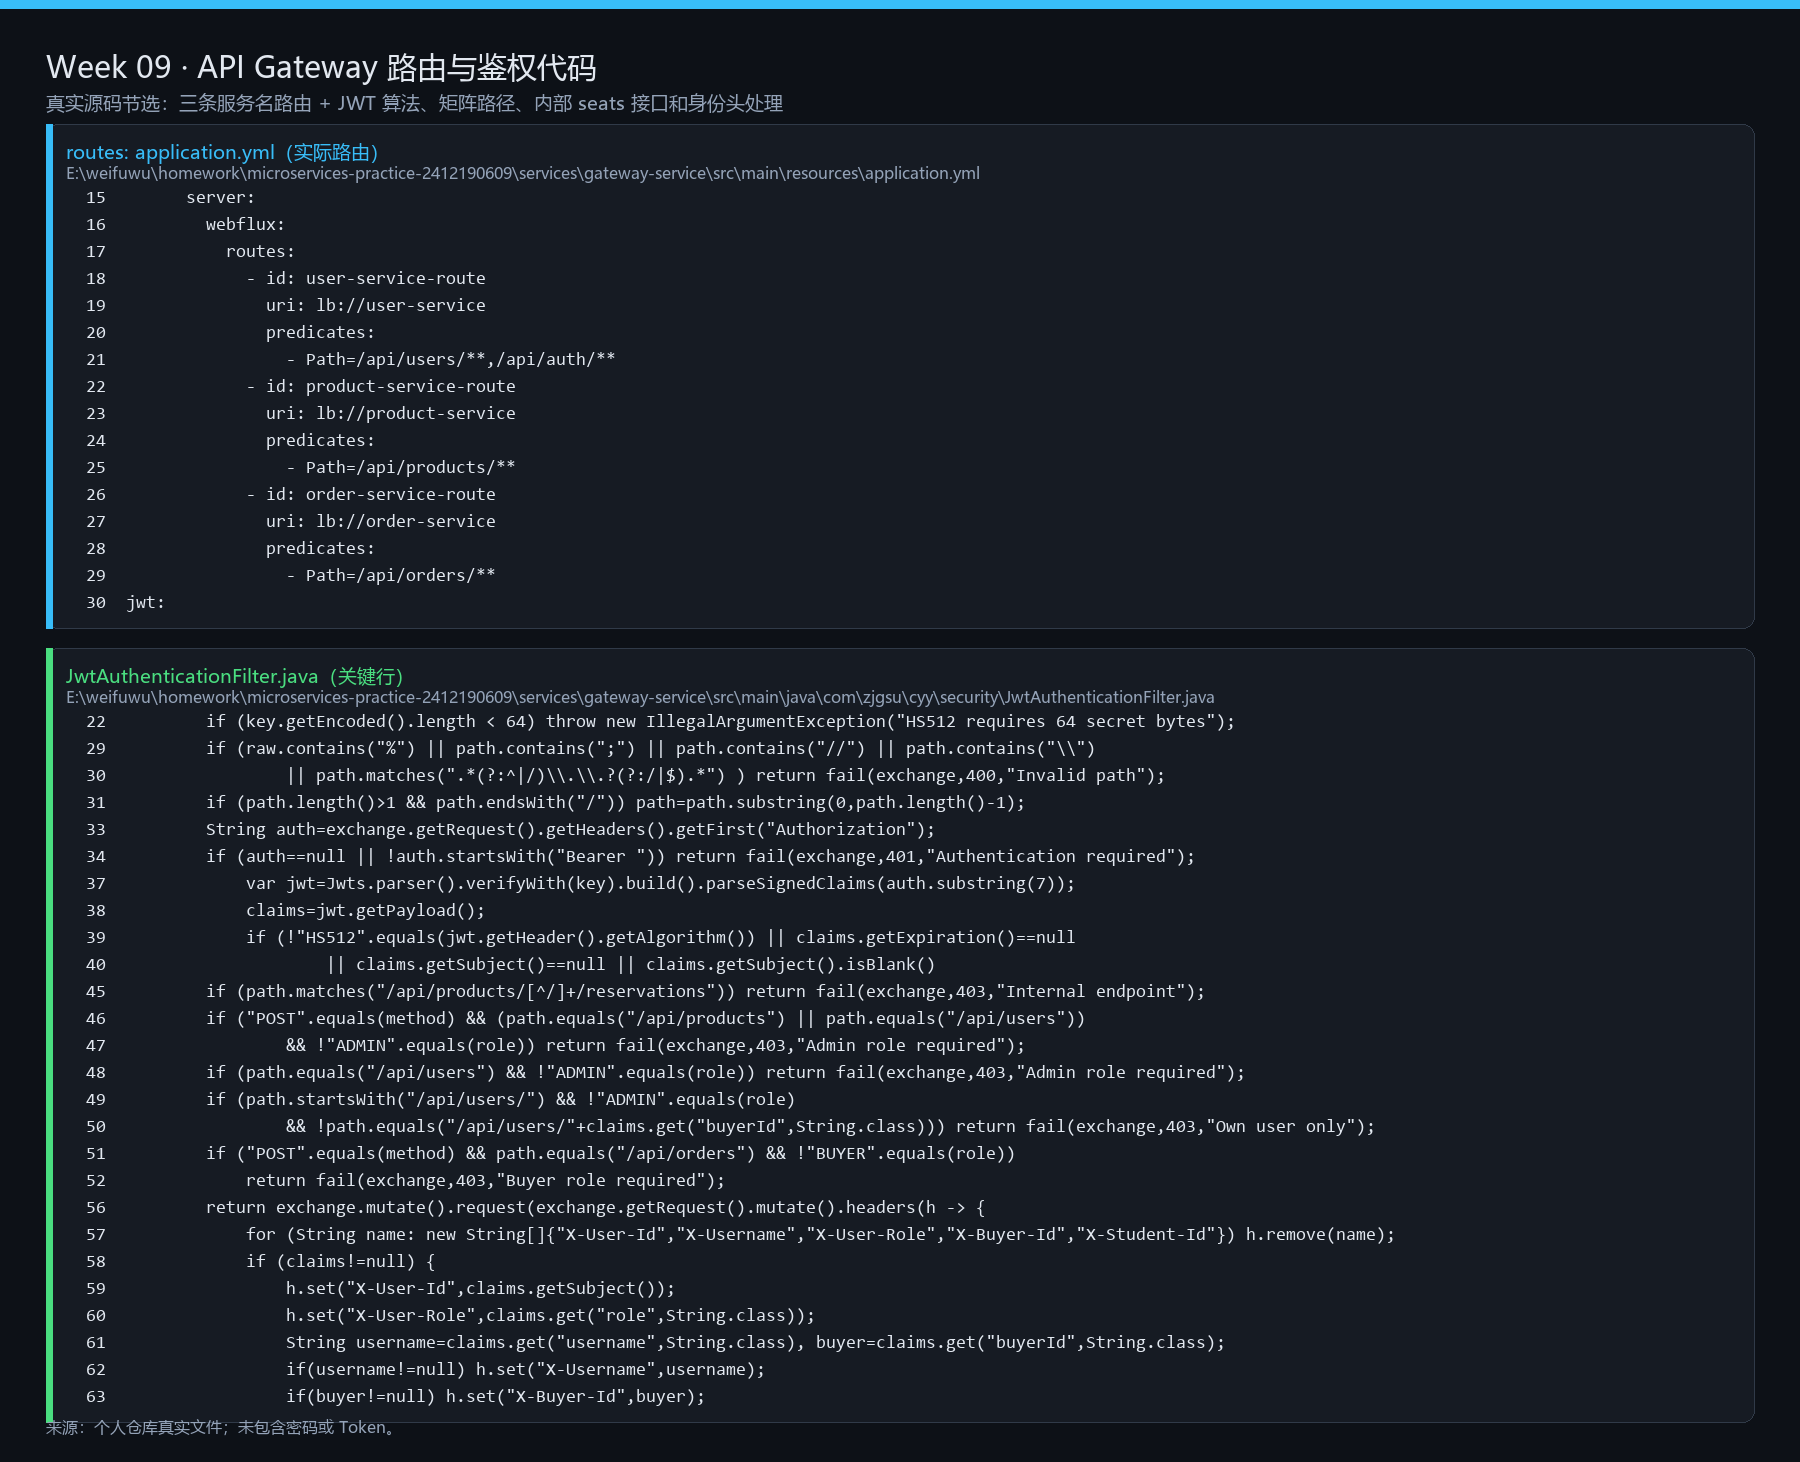 Week 09 · API Gateway 路由与鉴权代码
真实源码节选：三条服务名路由 + JWT 算法、矩阵路径、内部 seats 接口和身份头处理
routes: application.yml（实际路由）
E:\weifuwu\homework\microservices-practice-2412190609\services\gateway-service\src\main\resources\application.yml
15 server:
16 webflux:
17 routes:
18 - id: user-service-route
19 uri: lb://user-service
20 predicates:
21 - Path=/api/users/**,/api/auth/**
22 - id: product-service-route
23 uri: lb://product-service
24 predicates:
25 - Path=/api/products/**
26 - id: order-service-route
27 uri: lb://order-service
28 predicates:
29 - Path=/api/orders/**
30 jwt:
JwtAuthenticationFilter.java（关键行）
E:\weifuwu\homework\microservices-practice-2412190609\services\gateway-service\src\main\java\com\zjgsu\cyy\security\JwtAuthenticationFilter.java
22 if (key.getEncoded().length < 64) throw new IllegalArgumentException("HS512 requires 64 secret bytes");
29 if (raw.contains("%") || path.contains(";") || path.contains("//") || path.contains("\\")
30 || path.matches(".*(?:^|/)\\.\\.?(?:/|$).*") ) return fail(exchange,400,"Invalid path");
31 if (path.length()>1 && path.endsWith("/")) path=path.substring(0,path.length()-1);
33 String auth=exchange.getRequest().getHeaders().getFirst("Authorization");
34 if (auth==null || !auth.startsWith("Bearer ")) return fail(exchange,401,"Authentication required");
37 var jwt=Jwts.parser().verifyWith(key).build().parseSignedClaims(auth.substring(7));
38 claims=jwt.getPayload();
39 if (!"HS512".equals(jwt.getHeader().getAlgorithm()) || claims.getExpiration()==null
40 || claims.getSubject()==null || claims.getSubject().isBlank()
45 if (path.matches("/api/products/[^/]+/reservations")) return fail(exchange,403,"Internal endpoint");
46 if ("POST".equals(method) && (path.equals("/api/products") || path.equals("/api/users"))
47 && !"ADMIN".equals(role)) return fail(exchange,403,"Admin role required");
48 if (path.equals("/api/users") && !"ADMIN".equals(role)) return fail(exchange,403,"Admin role required");
49 if (path.startsWith("/api/users/") && !"ADMIN".equals(role)
50 && !path.equals("/api/users/"+claims.get("buyerId",String.class))) return fail(exchange,403,"Own user only");
51 if ("POST".equals(method) && path.equals("/api/orders") && !"BUYER".equals(role))
52 return fail(exchange,403,"Buyer role required");
56 return exchange.mutate().request(exchange.getRequest().mutate().headers(h -> {
57 for (String name: new String[]{"X-User-Id","X-Username","X-User-Role","X-Buyer-Id","X-Student-Id"}) h.remove(name);
58 if (claims!=null) {
59 h.set("X-User-Id",claims.getSubject());
60 h.set("X-User-Role",claims.get("role",String.class));
61 String username=claims.get("username",String.class), buyer=claims.get("buyerId",String.class);
62 if(username!=null) h.set("X-Username",username);
63 if(buyer!=null) h.set("X-Buyer-Id",buyer);
来源：个人仓库真实文件；未包含密码或 Token。